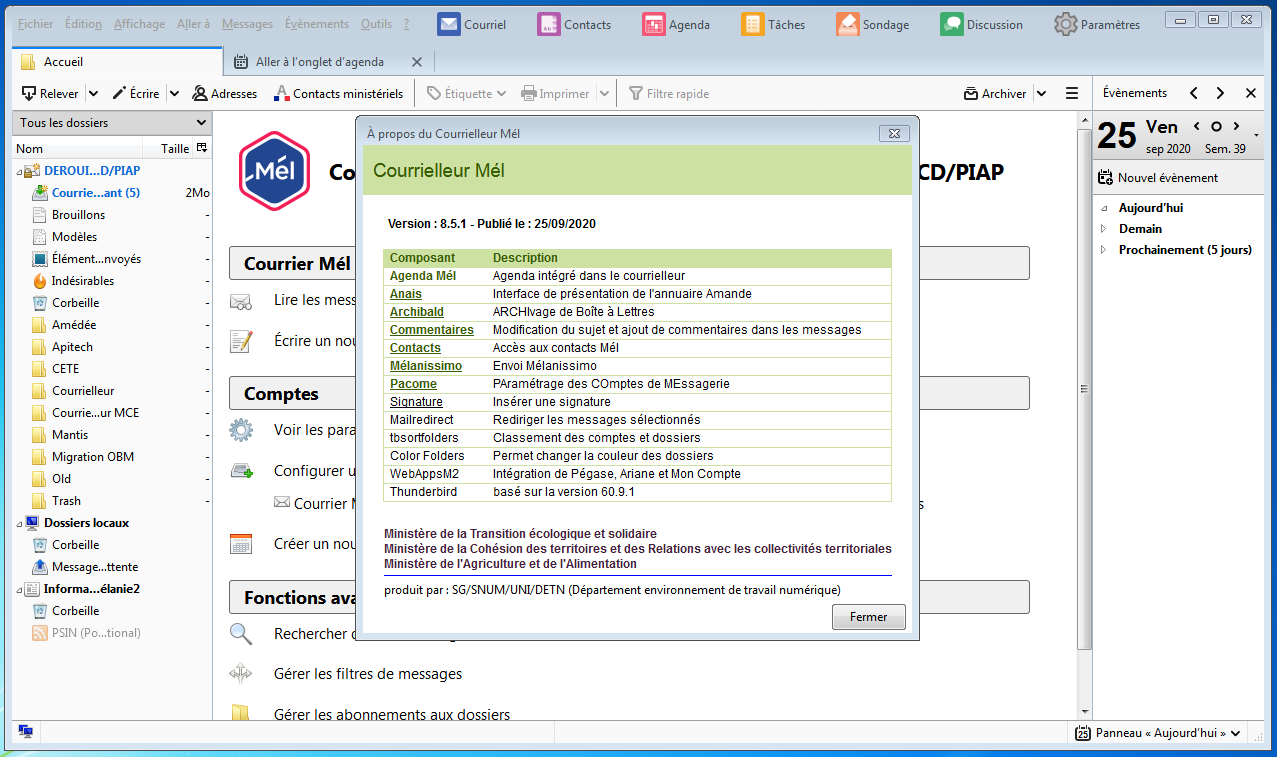 Fichier Édition Affichage Aller à Messages Évènements Outils ?
Courriel Contacts Agenda Tâches Sondage Discussion Paramètres
Accueil Aller à l'onglet d'agenda
Relever Écrire Adresses Contacts ministériels Étiquette Imprimer Filtre rapide Archiver
Évènements
Tous les dossiers
Nom Taille
DEROUI...D/PIAP
Courrie...ant (5) 2Mo
Brouillons -
Modèles -
Élément...nvoyés -
Indésirables -
Corbeille -
Amédée -
Apitech -
CETE -
Courrielleur -
Courrie...ur MCE -
Mantis -
Migration OBM -
Old -
Trash -
Dossiers locaux
Corbeille -
Message...ttente -
Informa...élanie2
Corbeille -
PSIN (Po...tional) -
Mél
Co
CD/PIAP
Courrier Mél
Lire les mess
Écrire un nou
Comptes
Voir les para
Configurer u
Courrier M
s
Créer un nou
Fonctions ava
Rechercher
Gérer les filtres de messages
Gérer les abonnements aux dossiers
À propos du Courrielleur Mél
Courrielleur Mél
Version : 8.5.1 - Publié le : 25/09/2020
Composant Description
Agenda Mél Agenda intégré dans le courrielleur
Anais Interface de présentation de l'annuaire Amande
Archibald ARCHIvage de Boîte à Lettres
Commentaires Modification du sujet et ajout de commentaires dans les messages
Contacts Accès aux contacts Mél
Mélanissimo Envoi Mélanissimo
Pacome PAramétrage des COmptes de MEssagerie
Signature Insérer une signature
Mailredirect Rediriger les messages sélectionnés
tbsortfolders Classement des comptes et dossiers
Color Folders Permet changer la couleur des dossiers
WebAppsM2 Intégration de Pégase, Ariane et Mon Compte
Thunderbird basé sur la version 60.9.1
Ministère de la Transition écologique et solidaire
Ministère de la Cohésion des territoires et des Relations avec les collectivités territoriales
Ministère de l'Agriculture et de l'Alimentation
produit par : SG/SNUM/UNI/DETN (Département environnement de travail numérique)
Fermer
25 Ven
sep 2020 Sem. 39
Nouvel évènement
Aujourd'hui
Demain
Prochainement (5 jours)
25 Panneau « Aujourd'hui »